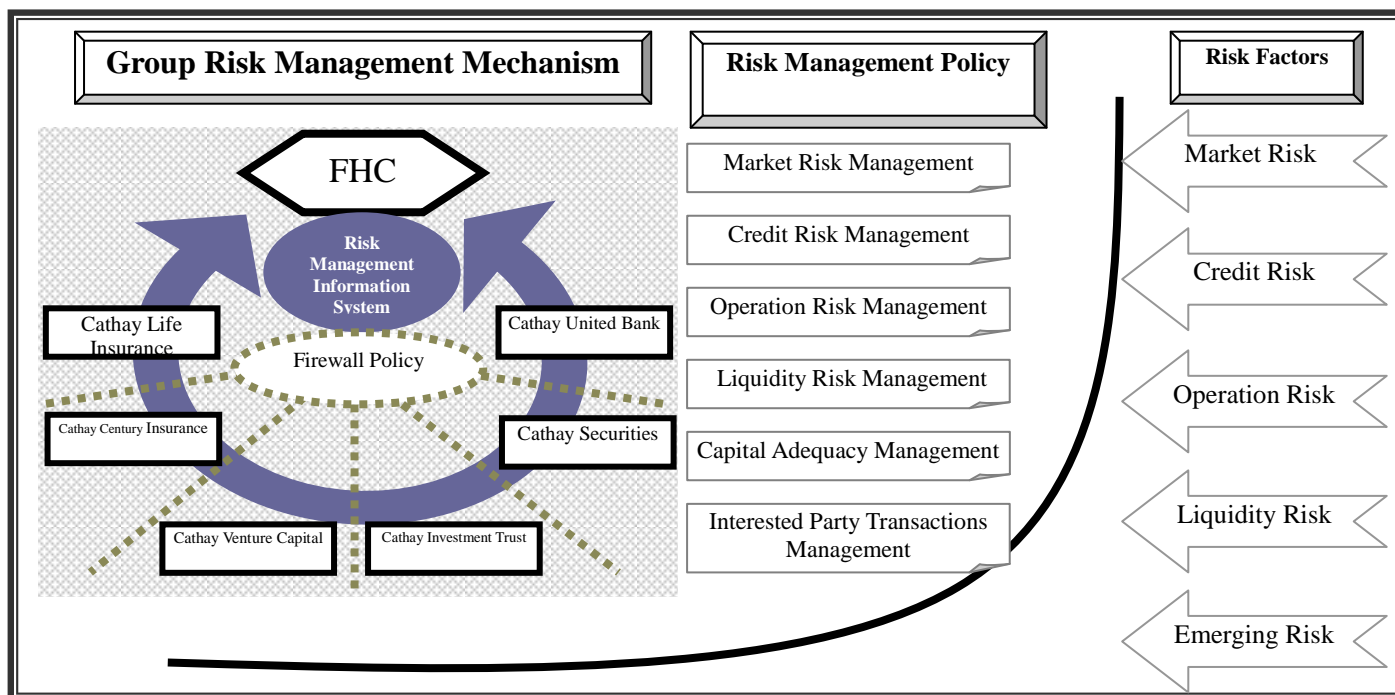 Group Risk Management Mechanism
FHC
Risk
Management
Information
System
Firewall Policy
Cathay Life
Insurance
Cathay United Bank
Cathay Century Insurance
Cathay Securities
Cathay Venture Capital
Cathay Investment Trust
Risk Management Policy
Market Risk Management
Credit Risk Management
Operation Risk Management
Liquidity Risk Management
Capital Adequacy Management
Interested Party Transactions
Management
Risk Factors
Market Risk
Credit Risk
Operation Risk
Liquidity Risk
Emerging Risk